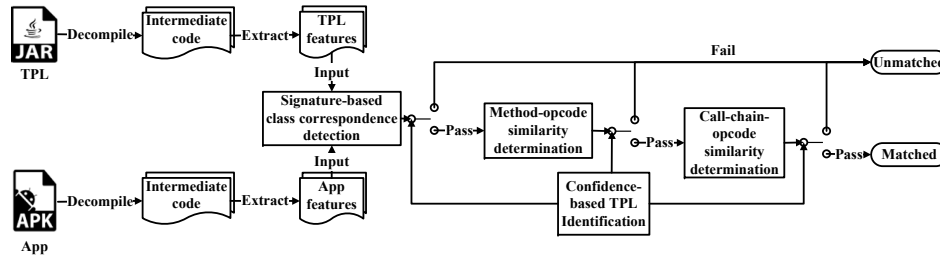 JAR
TPL
Decompile
Intermediate
code
Extract
TPL
features
Input
Signature-based
class correspondence
detection
Input
APK
App
Decompile
Intermediate
code
Extract
App
features
Pass
Method-opcode
similarity
determination
Confidence-
based TPL
Identification
Fail
Pass
Call-chain-
opcode
similarity
determination
Pass
Unmatched
Matched